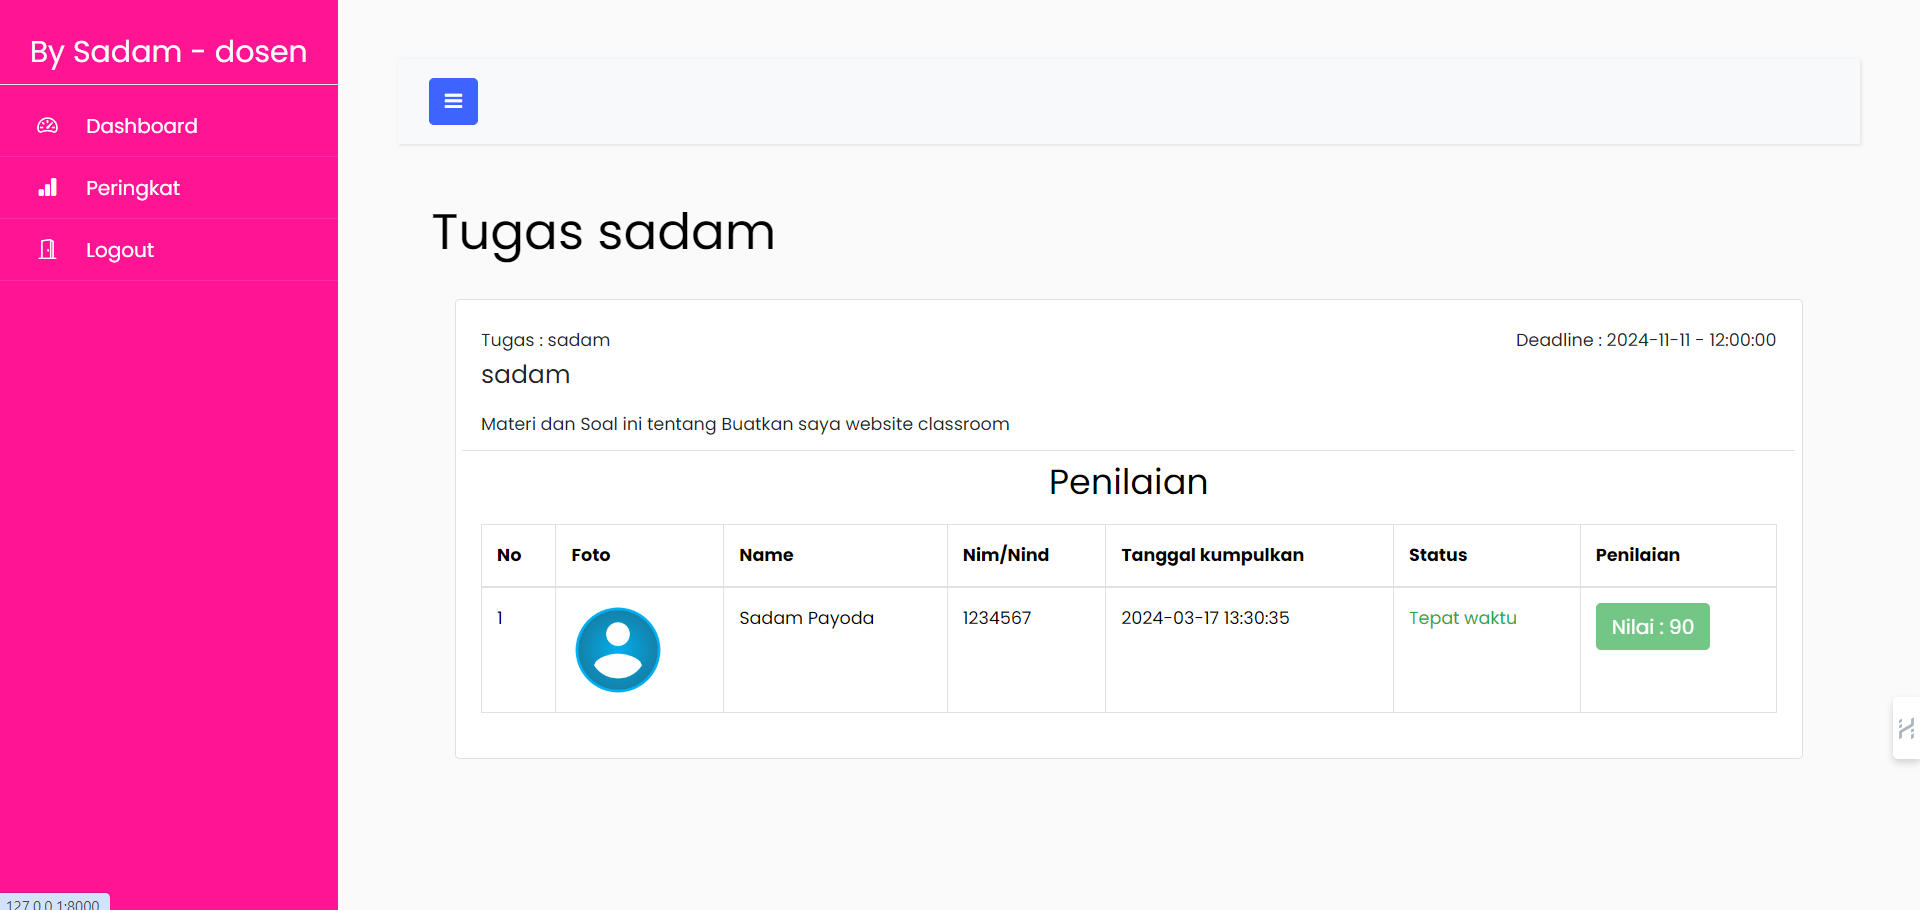 By Sadam - dosen
Dashboard
Peringkat
Logout
Tugas sadam
Tugas : sadam
Deadline : 2024-11-11 - 12:00:00
sadam
Materi dan Soal ini tentang Buatkan saya website classroom
Penilaian
No Foto Name Nim/Nind Tanggal kumpulkan Status Penilaian
1 Sadam Payoda 1234567 2024-03-17 13:30:35 Tepat waktu Nilai : 90
127.0.0.1:8000